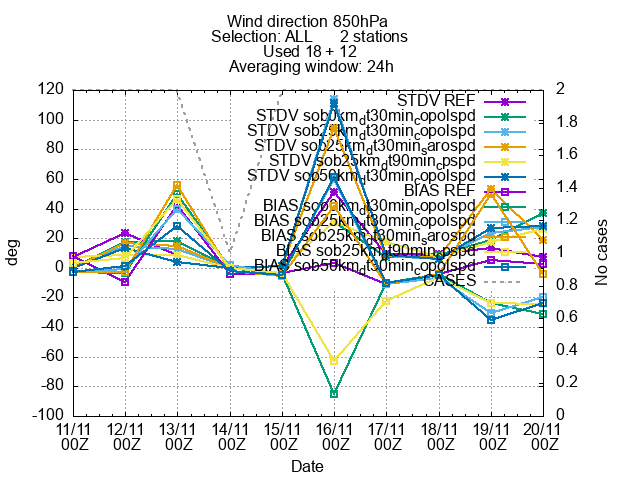 Wind direction 850hPa
Selection: ALL 2 stations
Used 18 + 12
Averaging window: 24h
120
100
80
60
40
20
0
-20
-40
-60
-80
-100
deg
2
1.8
1.6
1.4
1.2
1
0.8
0.6
0.4
0.2
0
No cases
STDV REF
STDV sob0km_dt30min_copolspd
STDV sob25km_dt30min_copolspd
STDV sob25km_dt30min_sarospd
STDV sob25km_dt90min_cpspd
STDV sob50km_dt30min_copolspd
BIAS REF
BIAS sob0km_dt30min_copolspd
BIAS sob25km_dt30min_copolspd
BIAS sob25km_dt30min_sarospd
BIAS sob25km_dt90min_cpspd
BIAS sob50km_dt30min_copolspd
CASES
11/11 12/11 13/11 14/11 15/11 16/11 17/11 18/11 19/11 20/11
00Z 00Z 00Z 00Z 00Z 00Z 00Z 00Z 00Z 00Z
Date